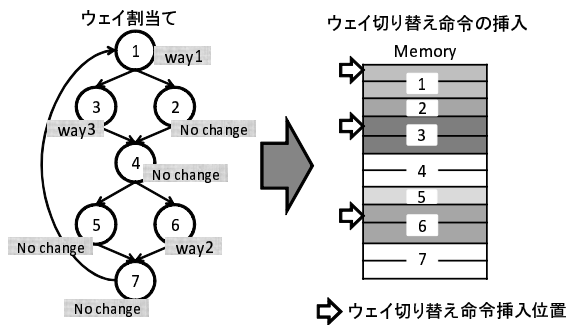 ウェイ割当て
1
way1
3
2
way3
No change
4
No change
5
6
No change
way2
7
No change
ウェイ切り替え命令の挿入
Memory
1
2
3
4
5
6
7
ウェイ切り替え命令挿入位置